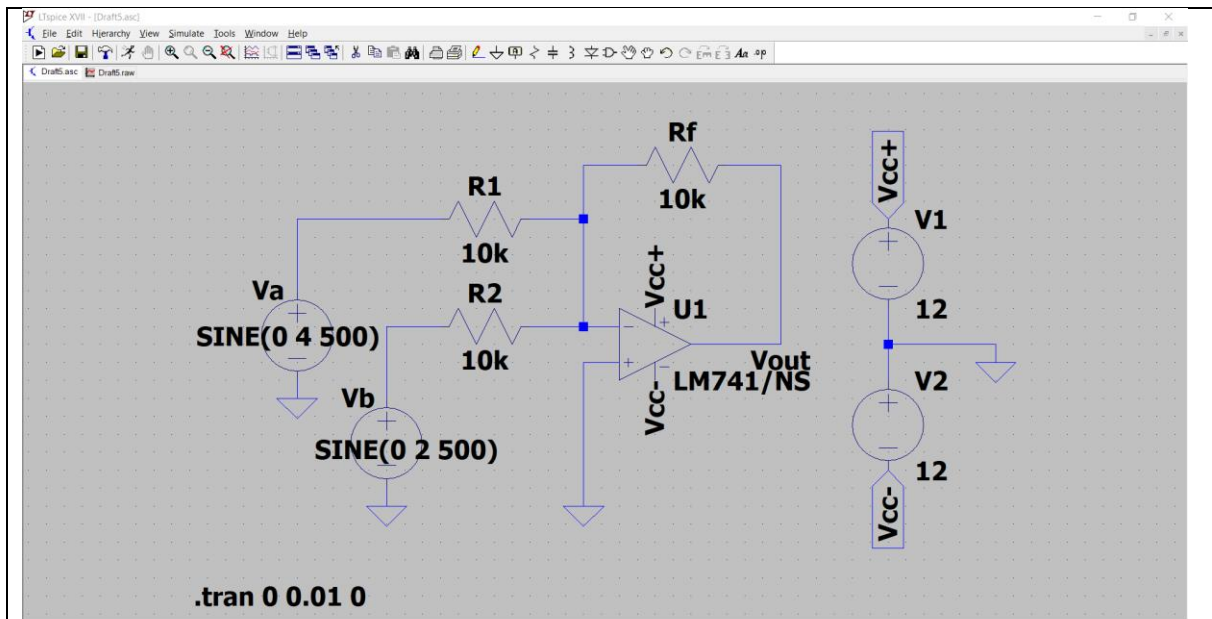 LTspice XVII - [Draft5.asc]
File Edit Hierarchy View Simulate Tools Window Help
Aa .op
Draft5.asc Draft5.raw
Rf
10k
R1
10k
Va
SINE(0 4 500)
R2
10k
Vb
SINE(0 2 500)
Vcc+
U1
Vout
LM741/NS
Vcc-
Vcc+
V1
12
V2
12
Vcc-
.tran 0 0.01 0